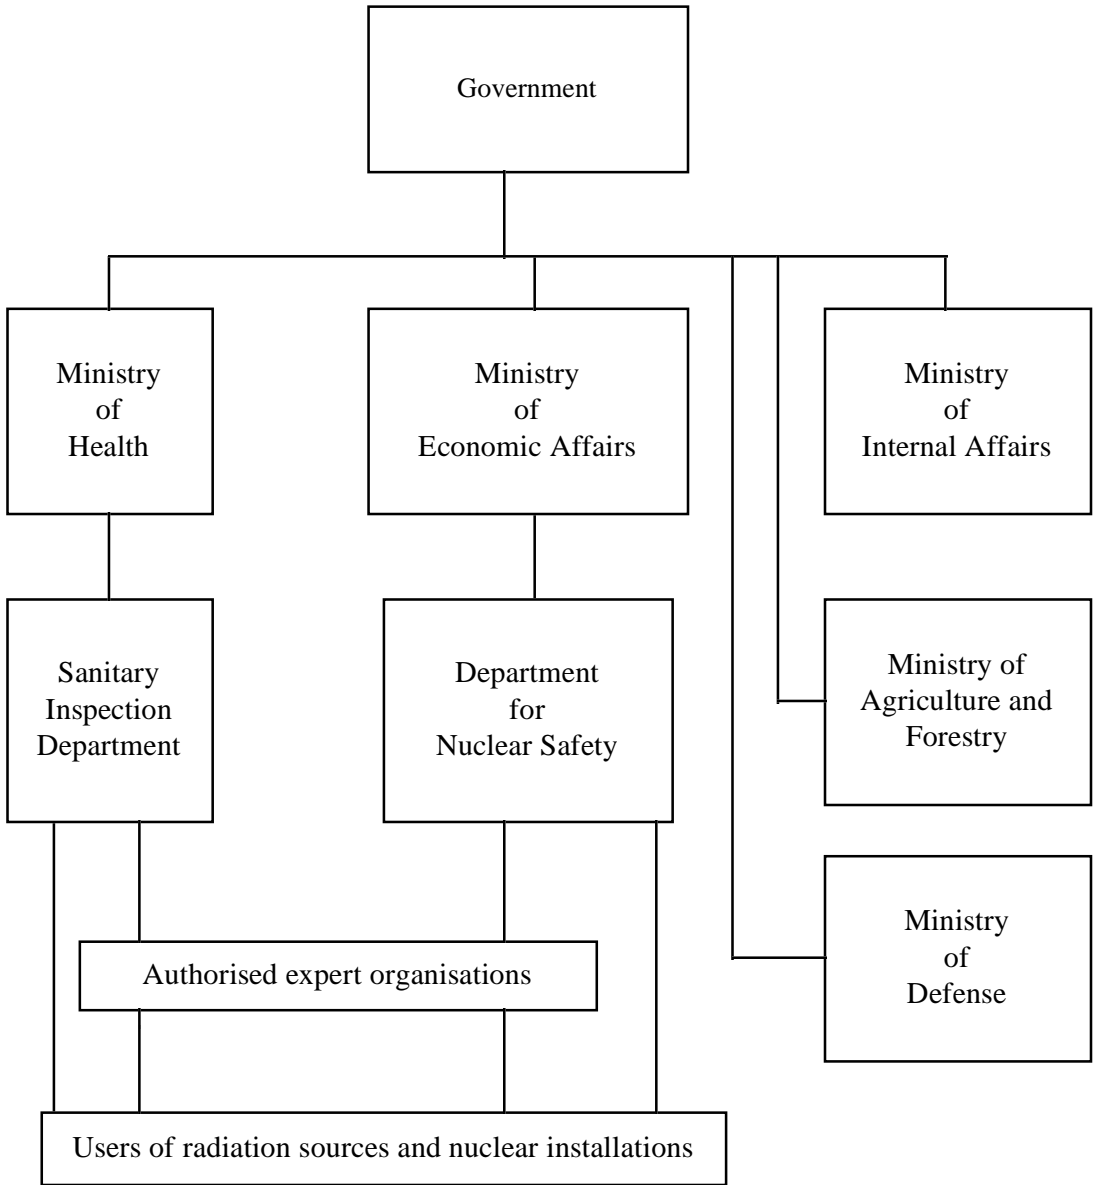 Government
Ministry
of
Health
Ministry
of
Economic Affairs
Ministry
of
Internal Affairs
Sanitary
Inspection
Department
Department
for
Nuclear Safety
Ministry of
Agriculture and
Forestry
Ministry
of
Defense
Authorised expert organisations
Users of radiation sources and nuclear installations